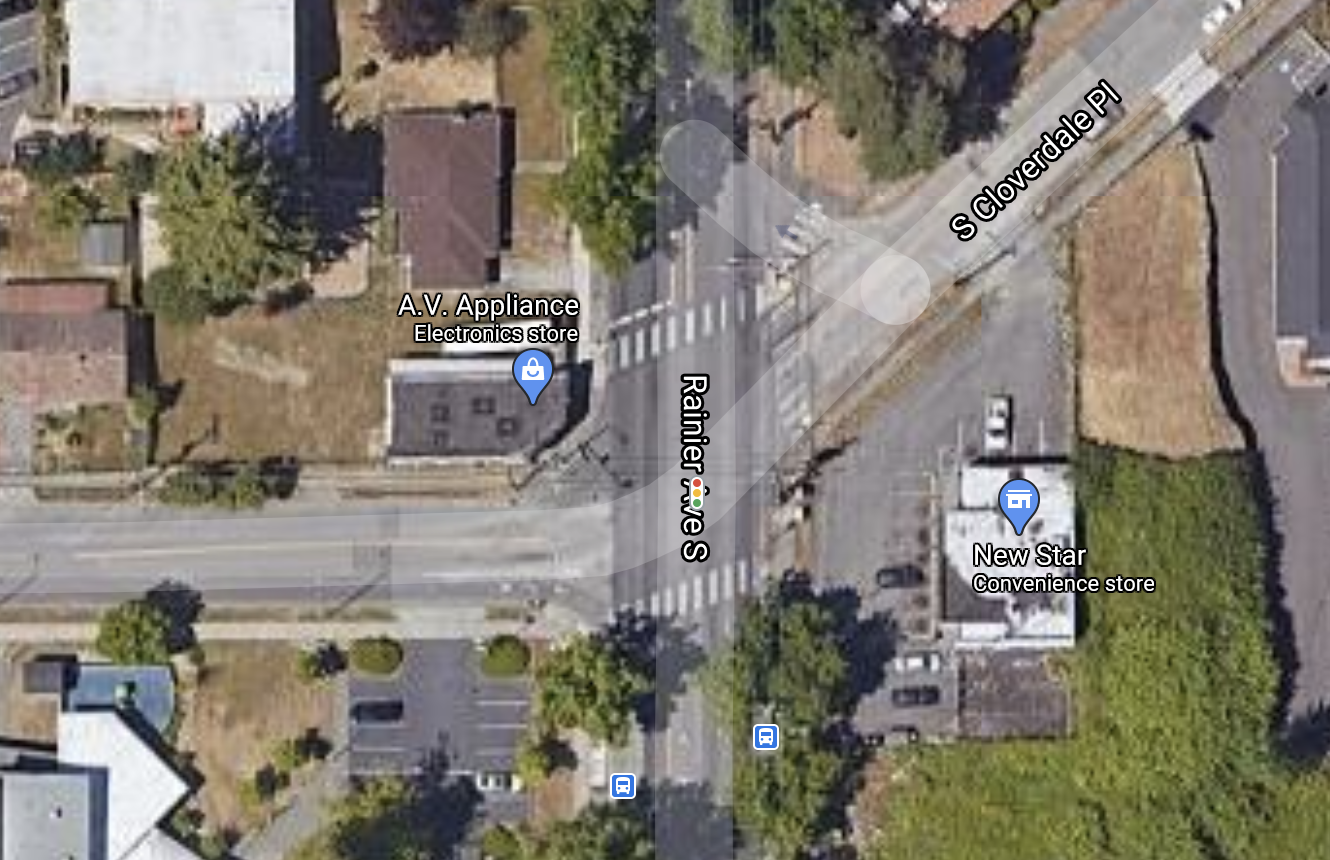 S Cloverdale Pl
A.V. Appliance
Electronics store
Rainier Ave S
New Star
Convenience store